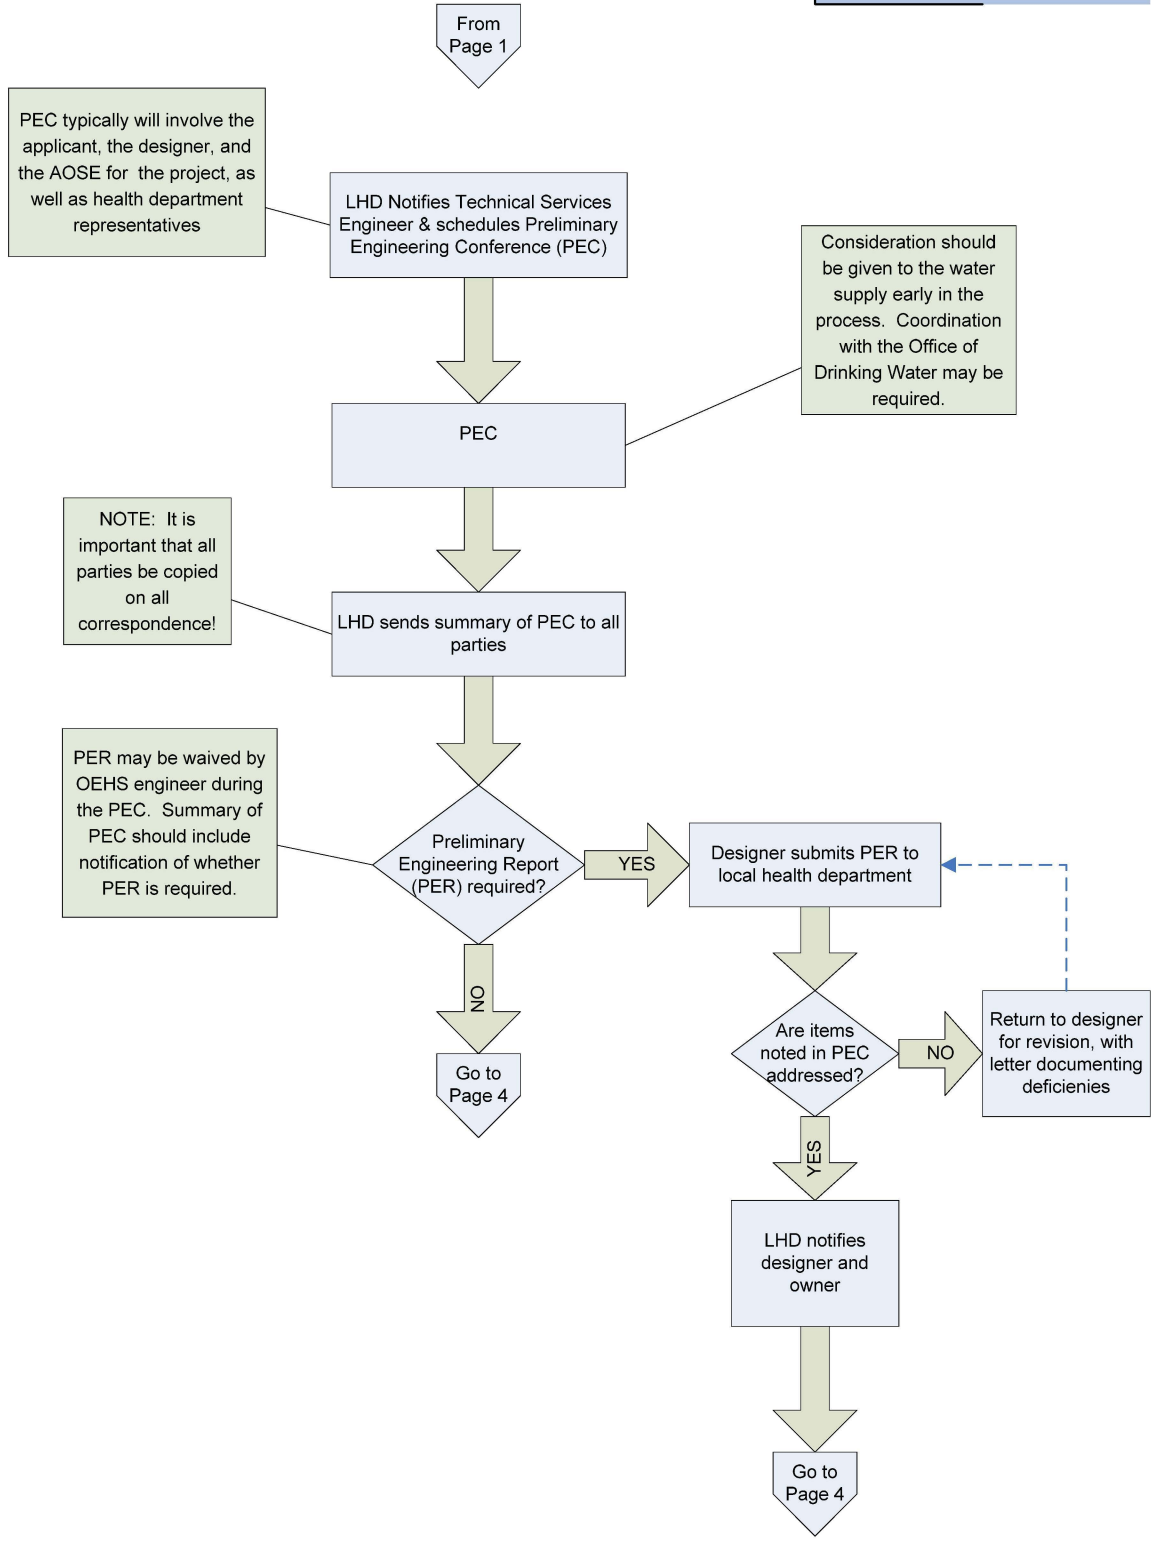 From
Page 1
PEC typically will involve the
applicant, the designer, and
the AOSE for the project, as
well as health department
representatives
LHD Notifies Technical Services
Engineer & schedules Preliminary
Engineering Conference (PEC)
Consideration should
be given to the water
supply early in the
process. Coordination
with the Office of
Drinking Water may be
required.
PEC
NOTE: It is
important that all
parties be copied
on all
correspondence!
LHD sends summary of PEC to all
parties
PER may be waived by
OEHS engineer during
the PEC. Summary of
PEC should include
notification of whether
PER is required.
Preliminary
Engineering Report
(PER) required?
YES
Designer submits PER to
local health department
NO
Go to
Page 4
Are items
noted in PEC
addressed?
NO
Return to designer
for revision, with
letter documenting
deficienies
YES
LHD notifies
designer and
owner
Go to
Page 4